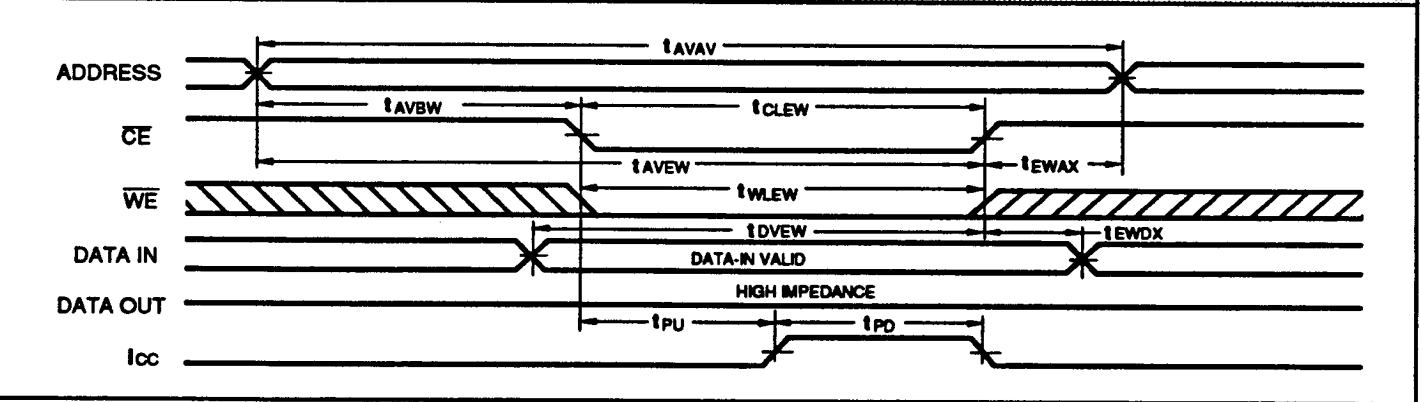 tAVAV
ADDRESS
tAVBW
tCLEW
CE
tAVEW
tEWAX
WE
tWLEW
tDVEW
tEWDX
DATA IN
DATA-IN VALID
HIGH IMPEDANCE
DATA OUT
tPU
tPD
Icc